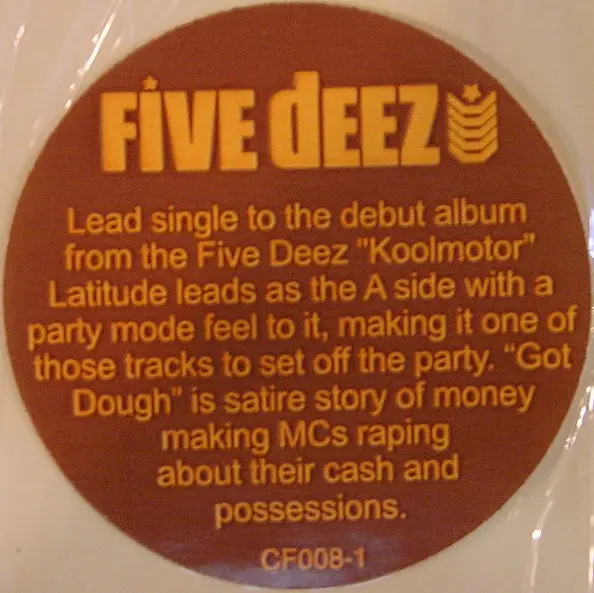 FiVE dEEZ
Lead single to the debut album
from the Five Deez "Koolmotor"
Latitude leads as the A side with a
party mode feel to it, making it one of
those tracks to set off the party. “Got
Dough” is satire story of money
making MCs raping
about their cash and
possessions.
CF008-1